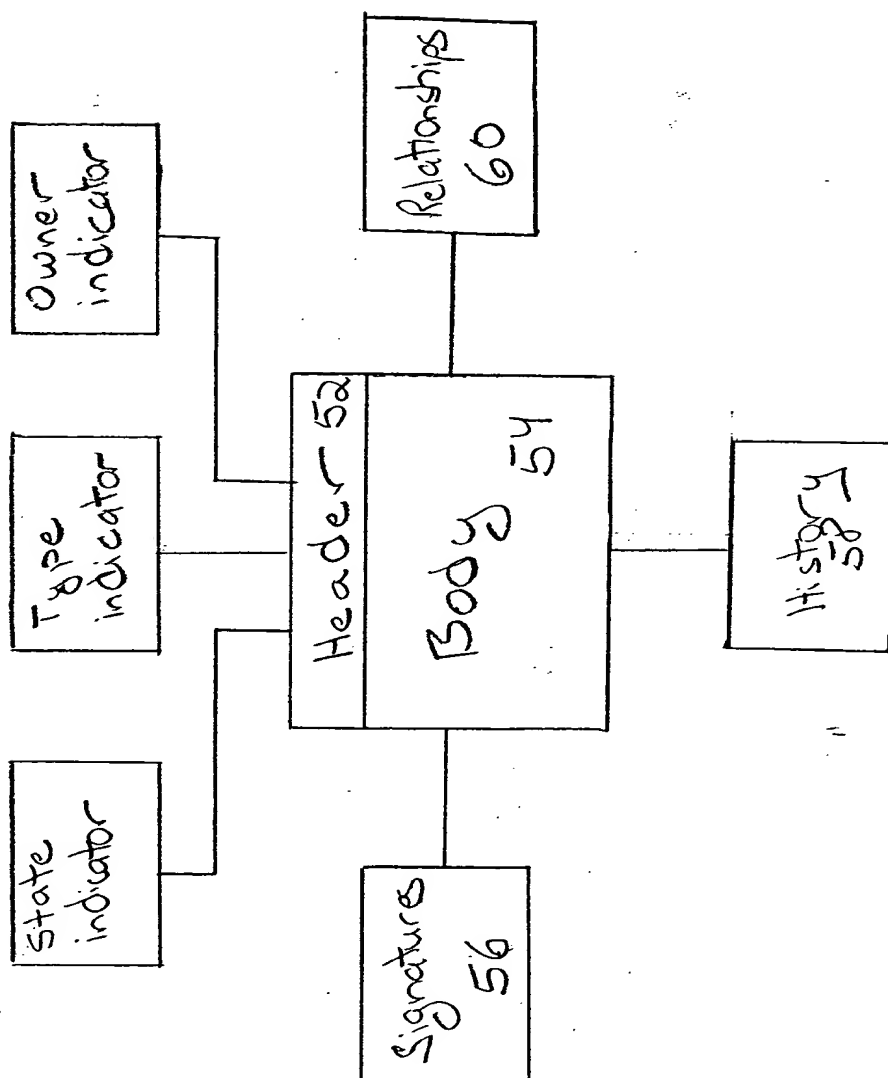 State
indicator
Type
indicator
Owner
indicator
Header 52
Body 54
Signatures
56
Relationships
60
History
58